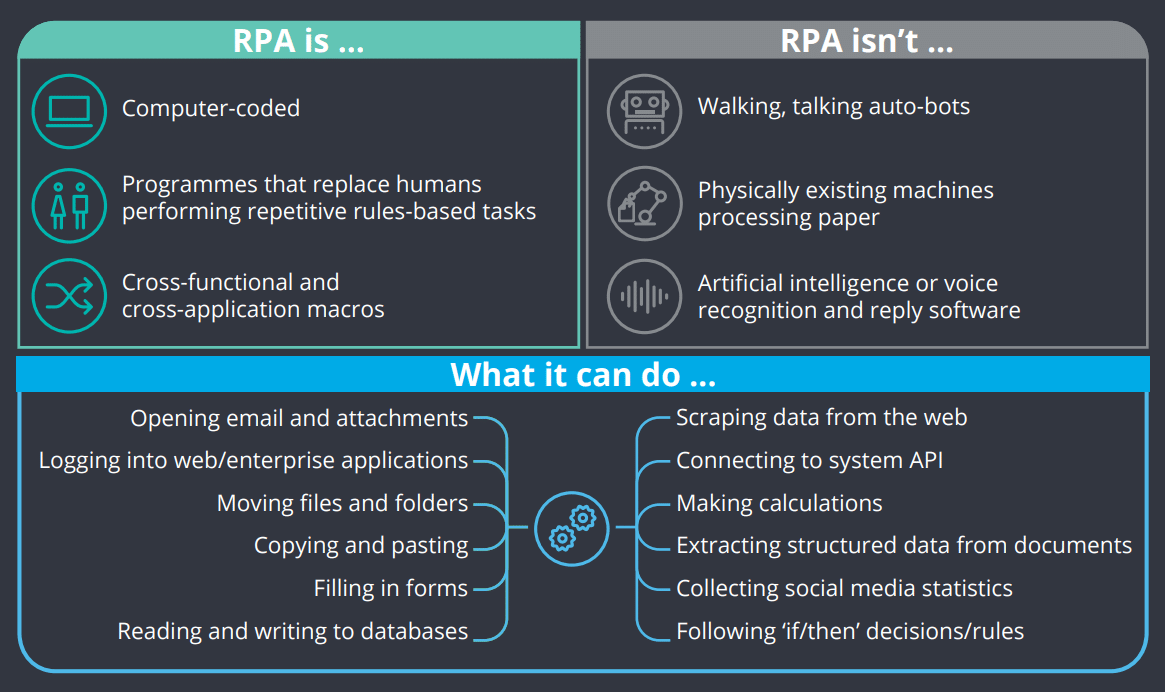 RPA is ...
Computer-coded
Programmes that replace humans
performing repetitive rules-based tasks
Cross-functional and
cross-application macros
RPA isn’t ...
Walking, talking auto-bots
Physically existing machines
processing paper
Artificial intelligence or voice
recognition and reply software
What it can do ...
Opening email and attachments
Logging into web/enterprise applications
Moving files and folders
Copying and pasting
Filling in forms
Reading and writing to databases
Scraping data from the web
Connecting to system API
Making calculations
Extracting structured data from documents
Collecting social media statistics
Following ‘if/then’ decisions/rules